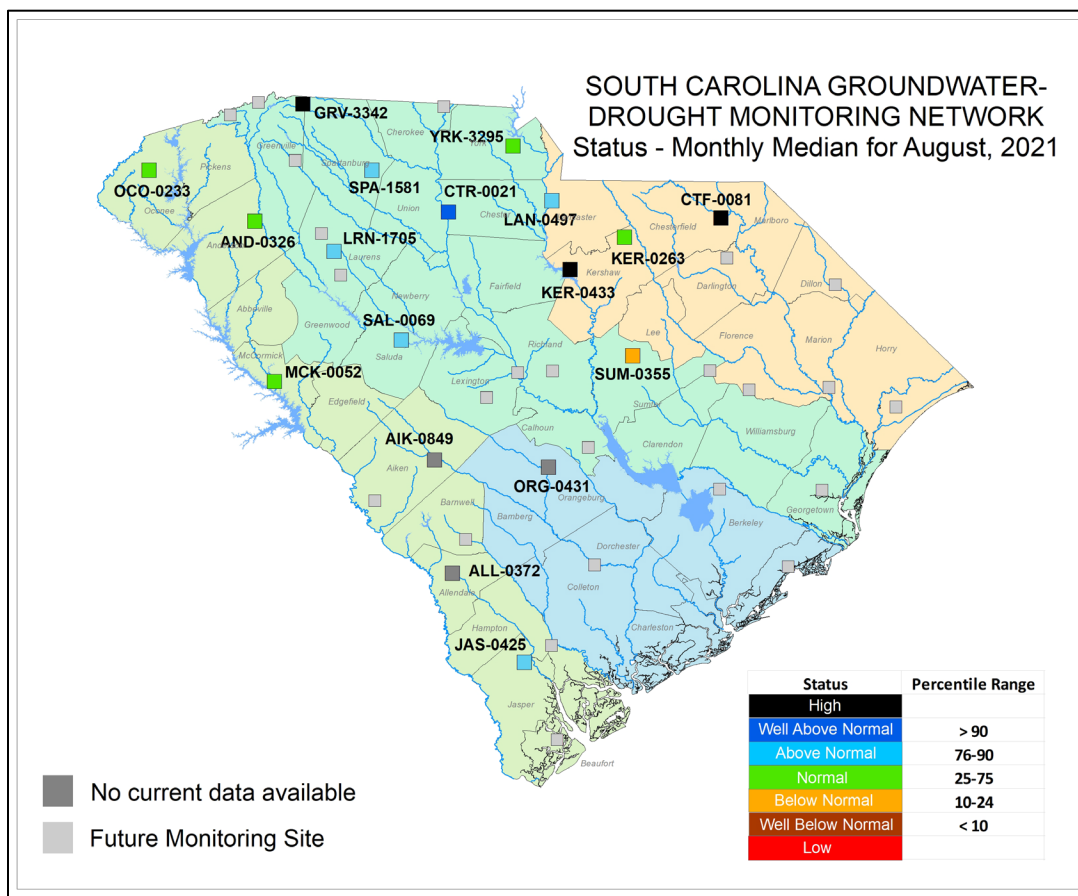 SOUTH CAROLINA GROUNDWATER-
DROUGHT MONITORING NETWORK
Status - Monthly Median for August, 2021
GRV-3342
Cherokee
YRK-3295
York
Greenville
Spartanburg
Pickens
OCO-0233
Oconee
SPA-1581
CTR-0021
Union
Chester
LAN-0497
CTF-0081
Marlboro
Chesterfield
AND-0326
LRN-1705
Laurens
KER-0263
KER-0433
Kershaw
Darlington
Dillon
Fairfield
Newberry
Abbeville
Greenwood
SAL-0069
Saluda
Lee
Florence
Marion
Horry
Richland
McCormick
MCK-0052
SUM-0355
Lexington
Edgefield
Sumter
Calhoun
Williamsburg
Clarendon
AIK-0849
Aiken
ORG-0431
Orangeburg
Georgetown
Barnwell
Bamberg
Berkeley
Dorchester
ALL-0372
Allendale
Colleton
Hampton
Charleston
JAS-0425
Jasper
Beaufort
Status Percentile Range
High
Well Above Normal > 90
Above Normal 76-90
Normal 25-75
Below Normal 10-24
Well Below Normal < 10
Low
No current data available
Future Monitoring Site